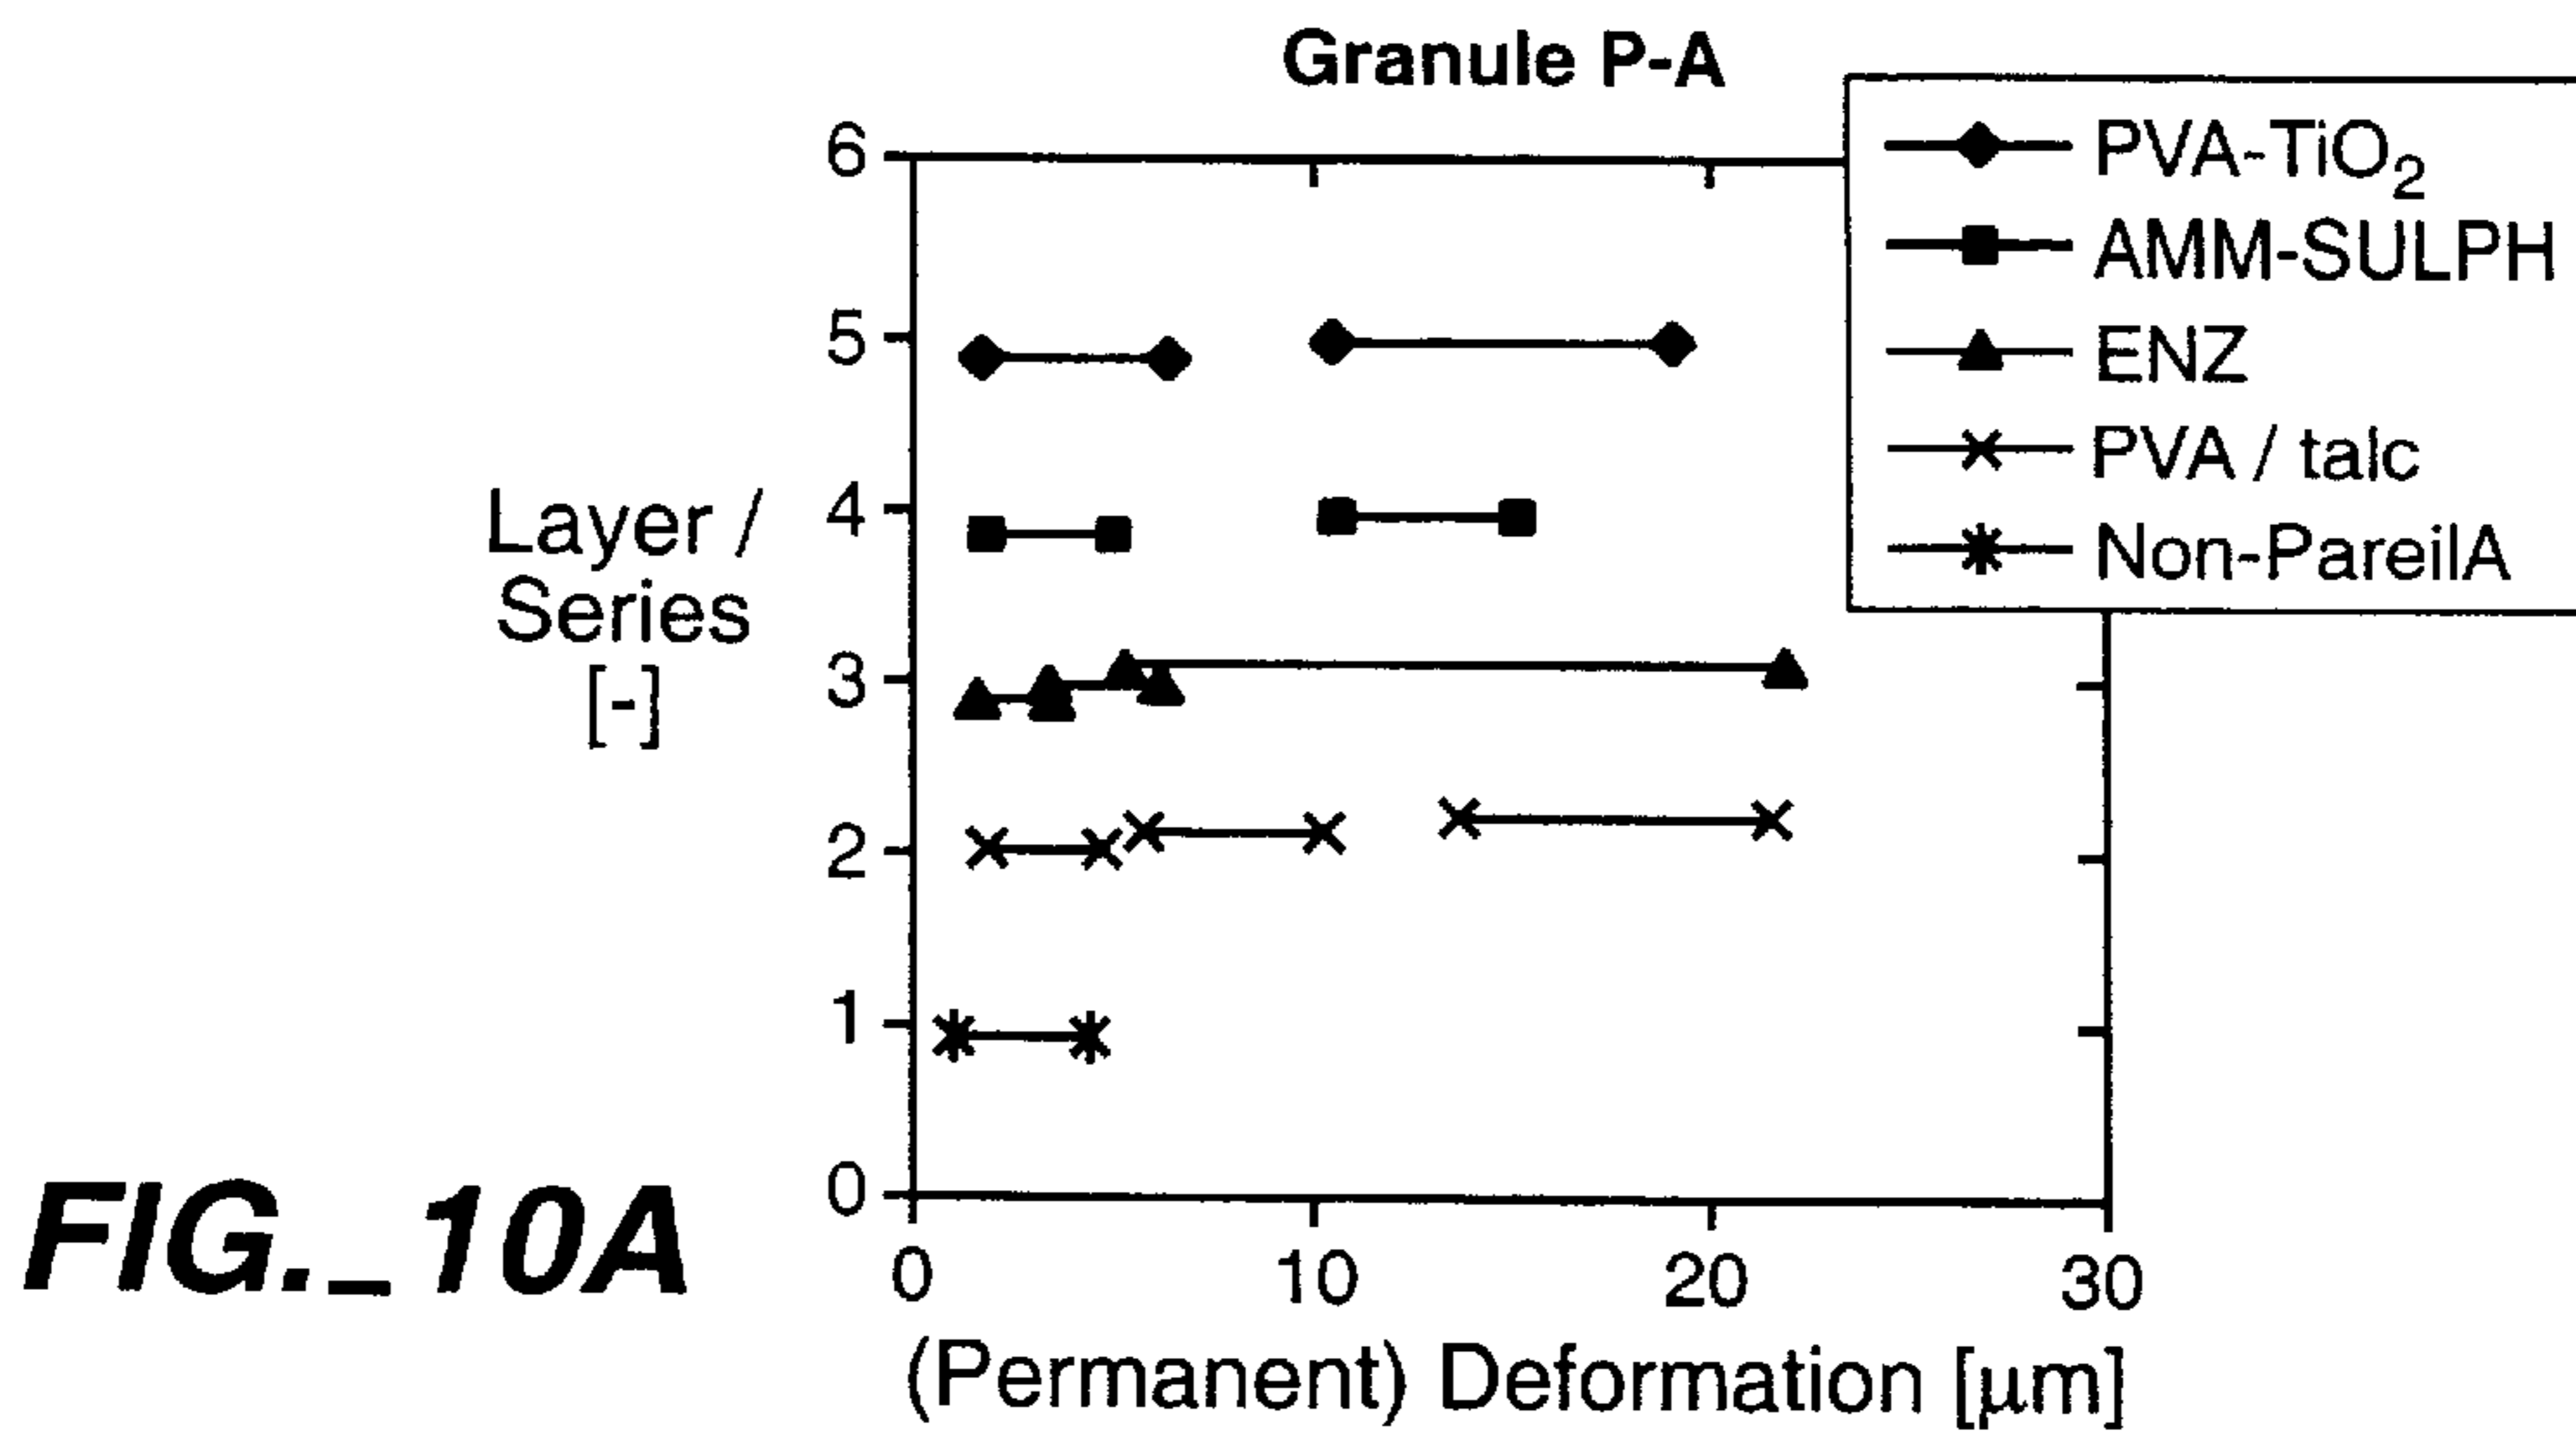 Granule P-A
PVA-TiO₂
AMM-SULPH
ENZ
PVA / talc
Non-PareilA
6
5
4
3
2
1
0
Layer /
Series
[-]
0 10 20 30
(Permanent) Deformation [μm]
FIG._10A